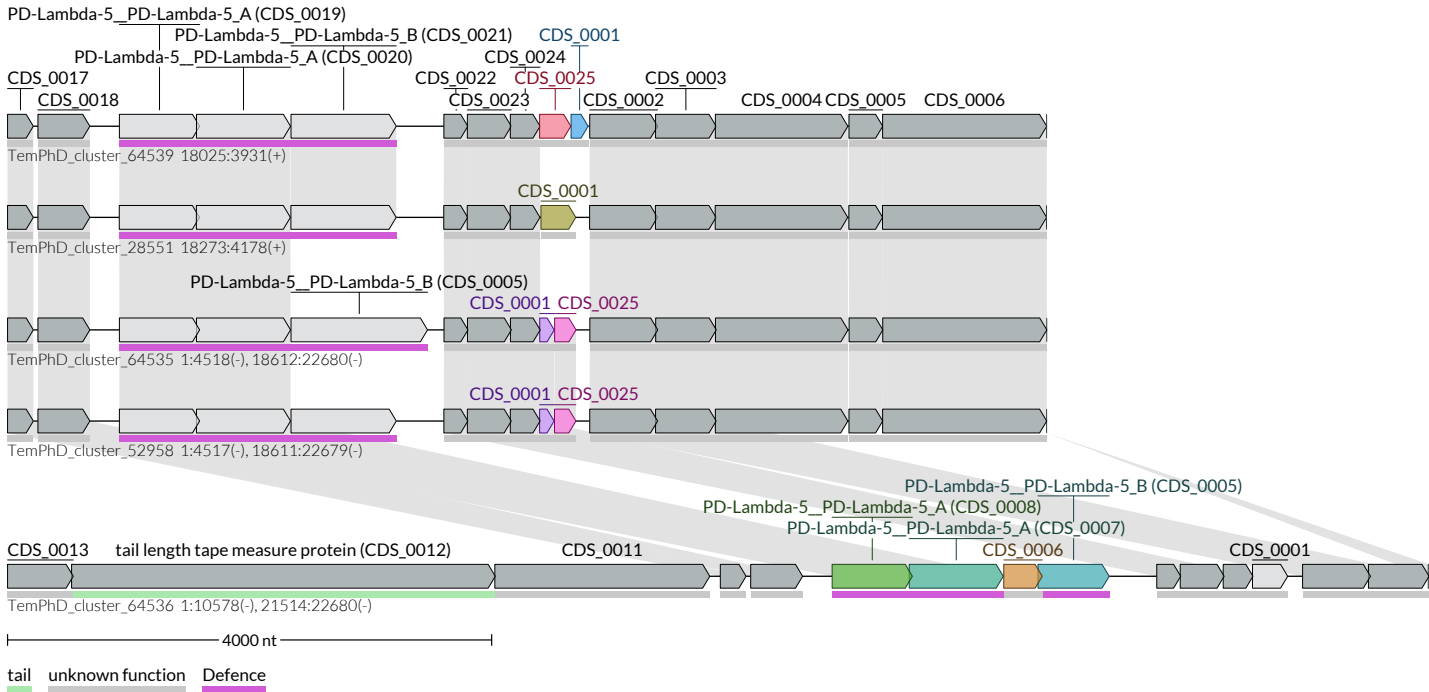 PD-Lambda-5__PD-Lambda-5_A (CDS_0019)
PD-Lambda-5__PD-Lambda-5_B (CDS_0021) CDS_0001
PD-Lambda-5__PD-Lambda-5_A (CDS_0020) CDS_0024
CDS_0017 CDS_0022 CDS_0025 CDS_0003
CDS_0018 CDS_0023 CDS_0002 CDS_0004 CDS_0005 CDS_0006
TemPhD_cluster_64539 18025:3931(+)
CDS_0001
TemPhD_cluster_28551 18273:4178(+)
PD-Lambda-5__PD-Lambda-5_B (CDS_0005)
CDS_0001 CDS_0025
TemPhD_cluster_64535 1:4518(-), 18612:22680(-)
CDS_0001 CDS_0025
TemPhD_cluster_52958 1:4517(-), 18611:22679(-)
PD-Lambda-5__PD-Lambda-5_B (CDS_0005)
PD-Lambda-5__PD-Lambda-5_A (CDS_0008)
PD-Lambda-5__PD-Lambda-5_A (CDS_0007)
CDS_0013 tail length tape measure protein (CDS_0012) CDS_0011 CDS_0006 CDS_0001
TemPhD_cluster_64536 1:10578(-), 21514:22680(-)
4000 nt
tail unknown function Defence